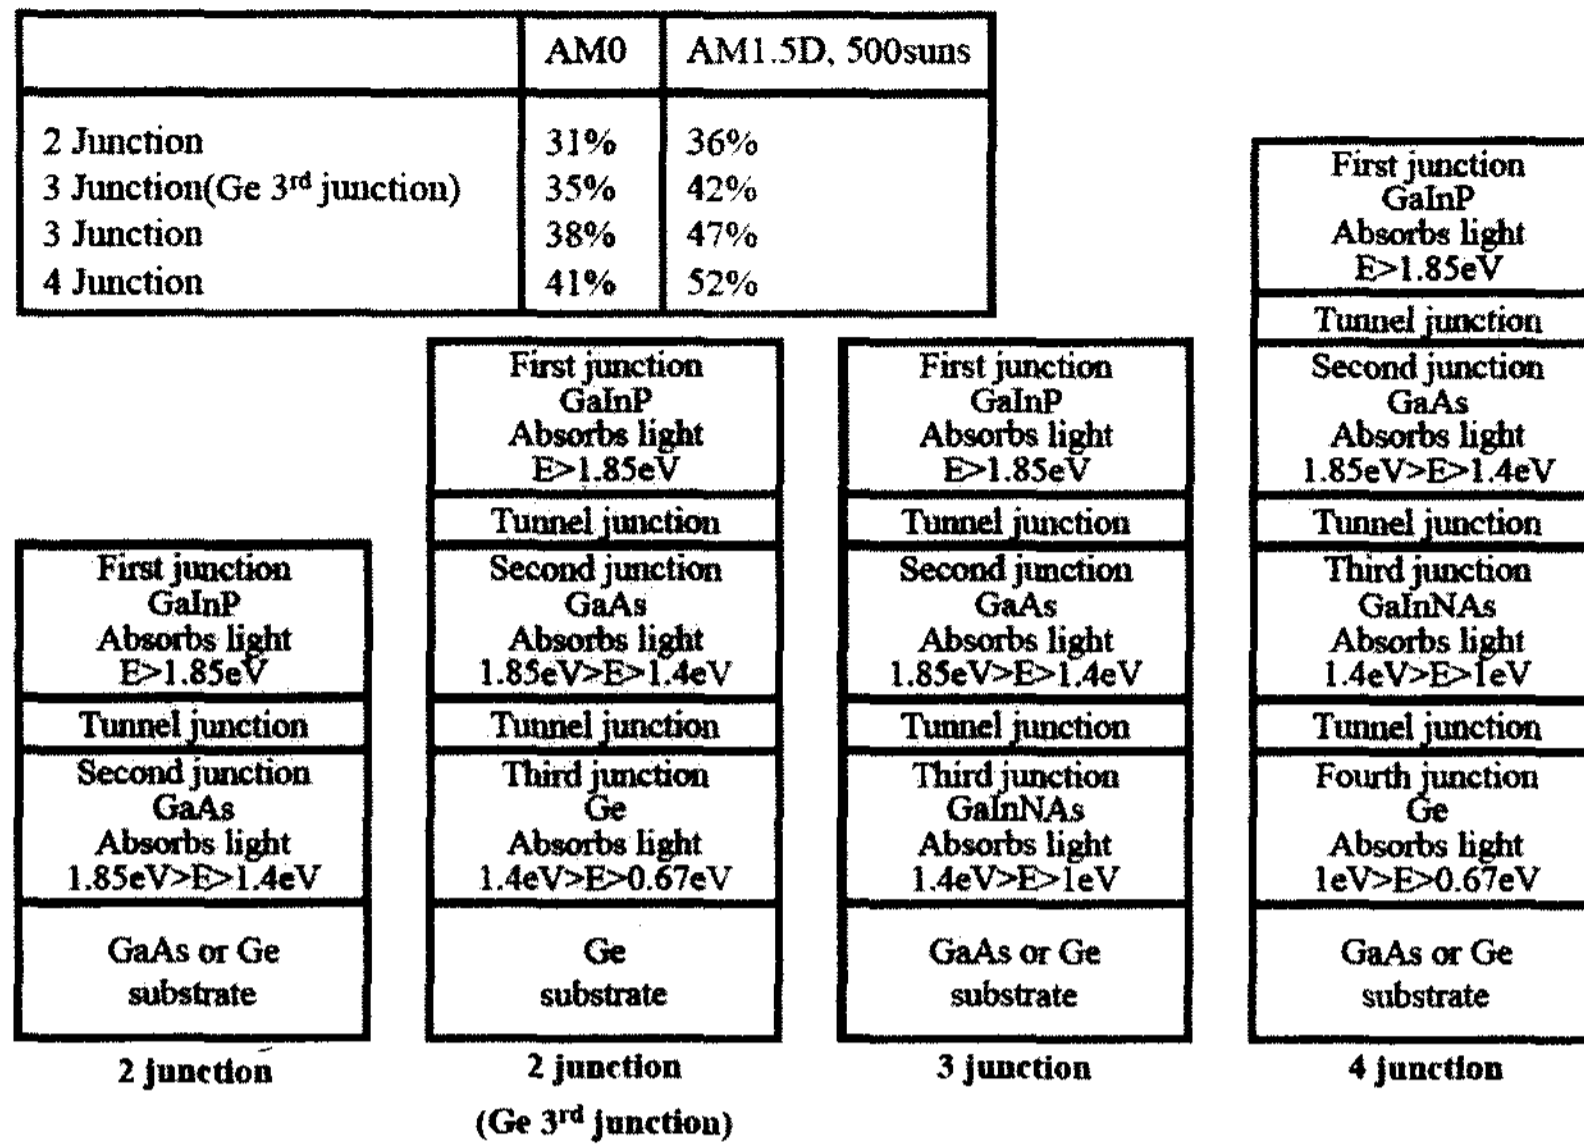 AM0 AM1.5D, 500suns
2 Junction 31% 36%
3 Junction(Ge 3rd junction) 35% 42%
3 Junction 38% 47%
4 Junction 41% 52%
First junction
GaInP
Absorbs light
E>1.85eV
Tunnel junction
Second junction
GaAs
Absorbs light
1.85eV>E>1.4eV
GaAs or Ge
substrate
2 junction
First junction
GaInP
Absorbs light
E>1.85eV
Tunnel junction
Second junction
GaAs
Absorbs light
1.85eV>E>1.4eV
Tunnel junction
Third junction
Ge
Absorbs light
1.4eV>E>0.67eV
Ge
substrate
2 junction
(Ge 3rd junction)
First junction
GaInP
Absorbs light
E>1.85eV
Tunnel junction
Second junction
GaAs
Absorbs light
1.85eV>E>1.4eV
Tunnel junction
Third junction
GaInNAs
Absorbs light
1.4eV>E>1eV
GaAs or Ge
substrate
3 junction
First junction
GaInP
Absorbs light
E>1.85eV
Tunnel junction
Second junction
GaAs
Absorbs light
1.85eV>E>1.4eV
Tunnel junction
Third junction
GaInNAs
Absorbs light
1.4eV>E>1eV
Tunnel junction
Fourth junction
Ge
Absorbs light
1eV>E>0.67eV
GaAs or Ge
substrate
4 junction